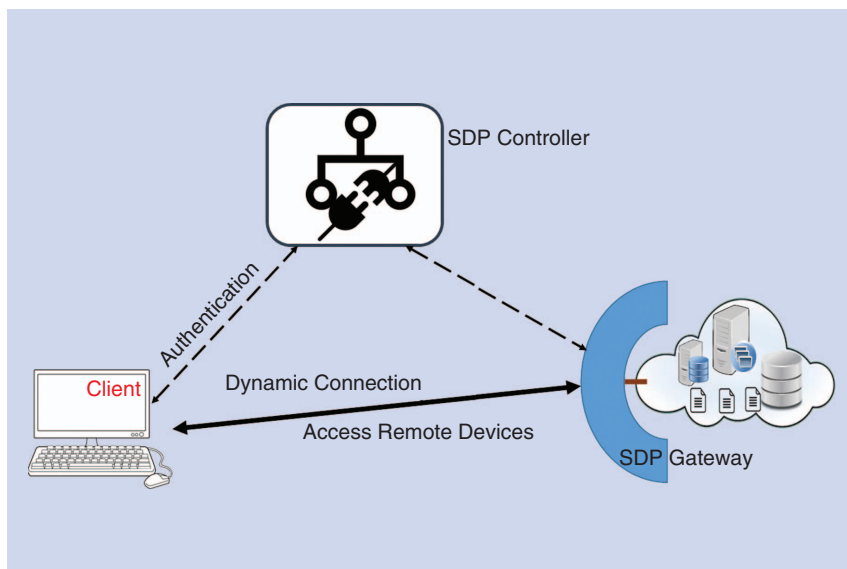 SDP Controller
Authentication
Client
Dynamic Connection
Access Remote Devices
SDP Gateway